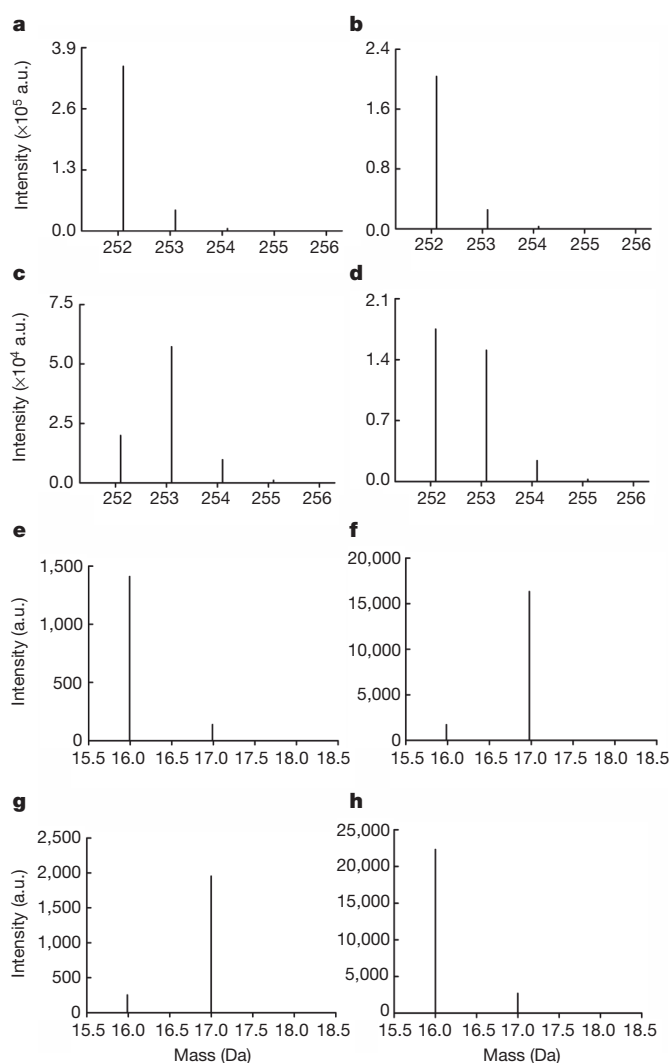 a
b
Intensity (×10⁵ a.u.)
3.9
2.6
1.3
0.0
252 253 254 255 256
2.4
1.6
0.8
0.0
252 253 254 255 256
c
d
Intensity (×10⁴ a.u.)
7.5
5.0
2.5
0.0
252 253 254 255 256
2.1
1.4
0.7
0.0
252 253 254 255 256
e
f
Intensity (a.u.)
1,500
1,000
500
0
15.5 16.0 16.5 17.0 17.5 18.0 18.5
20,000
15,000
10,000
5,000
0
15.5 16.0 16.5 17.0 17.5 18.0 18.5
g
h
Intensity (a.u.)
2,500
2,000
1,500
1,000
500
0
15.5 16.0 16.5 17.0 17.5 18.0 18.5
Mass (Da)
25,000
20,000
15,000
10,000
5,000
0
15.5 16.0 16.5 17.0 17.5 18.0 18.5
Mass (Da)